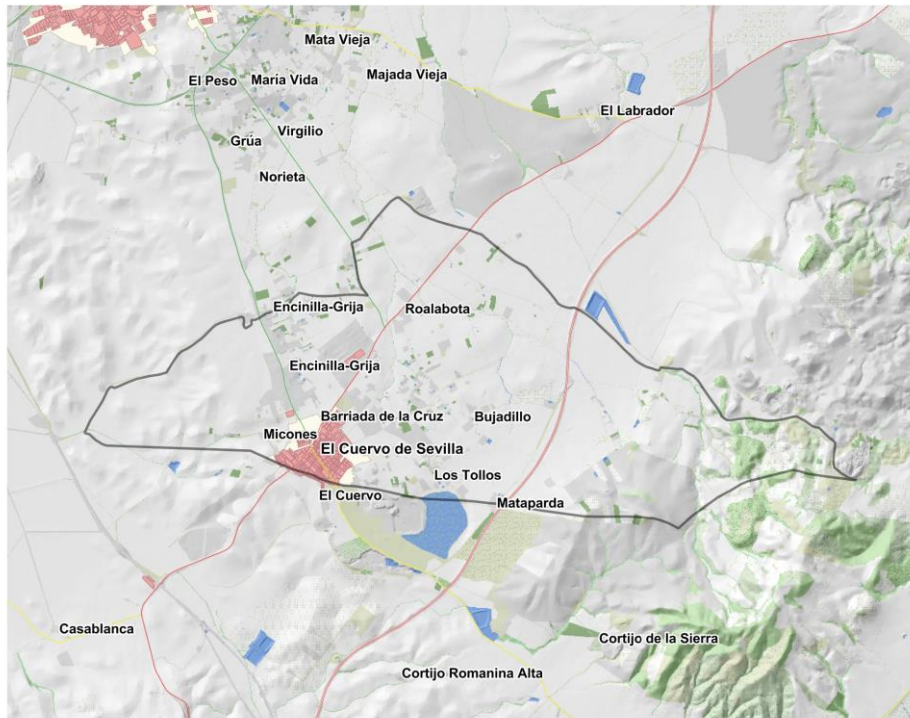 Mata Vieja
El Peso
María Vida
Majada Vieja
El Labrador
Virgilio
Grúa
Norieta
Encinilla-Grija
Roalabota
Encinilla-Grija
Barriada de la Cruz
Bujadillo
Micones
El Cuervo de Sevilla
Los Tollos
El Cuervo
Mataparda
Casablanca
Cortijo de la Sierra
Cortijo Romanina Alta